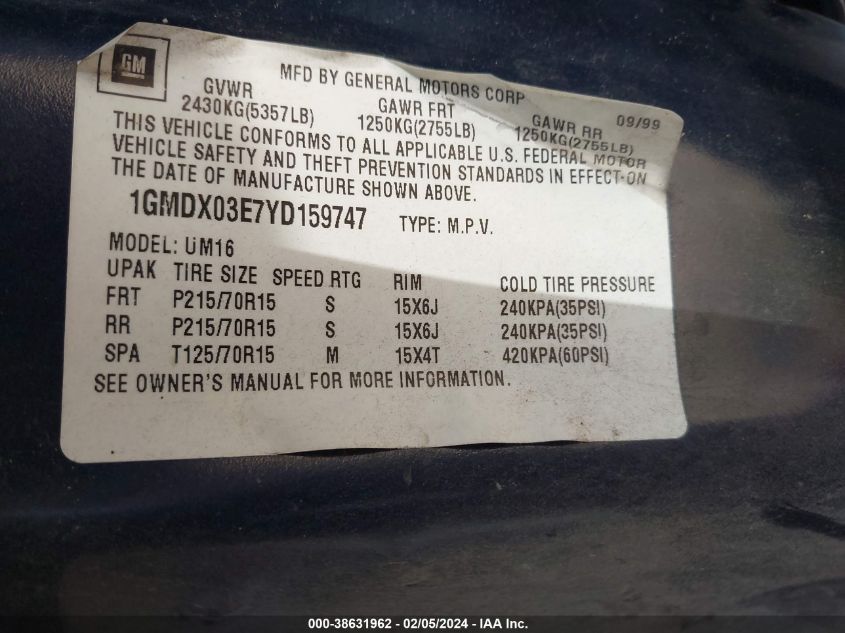 GM
MFD BY GENERAL MOTORS CORP
GVWR GAWR FRT GAWR RR 09/99
2430KG(5357LB) 1250KG(2755LB) 1250KG(2755LB)
THIS VEHICLE CONFORMS TO ALL APPLICABLE U.S. FEDERAL MOTOR
VEHICLE SAFETY AND THEFT PREVENTION STANDARDS IN EFFECT ON
THE DATE OF MANUFACTURE SHOWN ABOVE.
1GMDX03E7YD159747 TYPE: M.P.V.
MODEL: UM16
UPAK TIRE SIZE SPEED RTG RIM COLD TIRE PRESSURE
FRT P215/70R15 S 15X6J 240KPA(35PSI)
RR P215/70R15 S 15X6J 240KPA(35PSI)
SPA T125/70R15 M 15X4T 420KPA(60PSI)
SEE OWNER'S MANUAL FOR MORE INFORMATION.
000-38631962 - 02/05/2024 - IAA Inc.